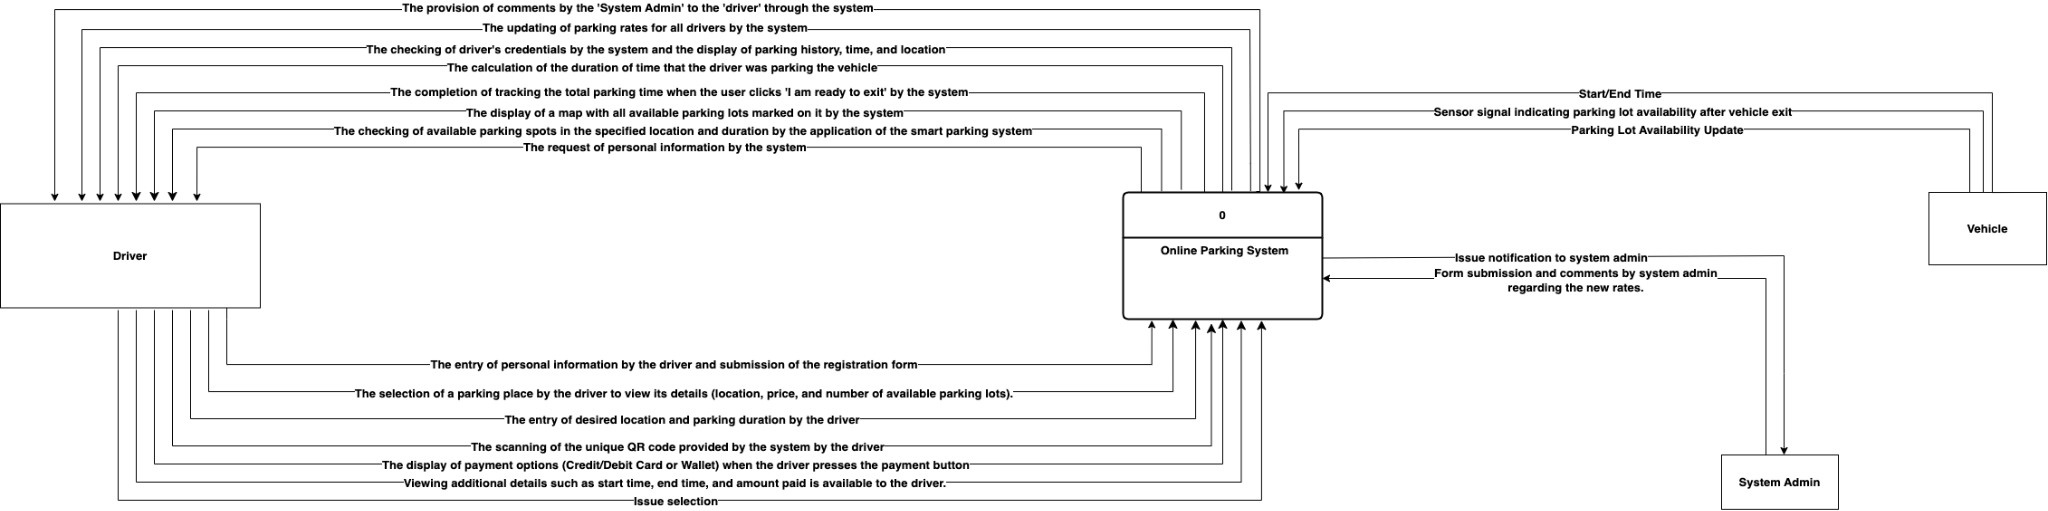 The provision of comments by the 'System Admin' to the 'driver' through the system
The updating of parking rates for all drivers by the system
The checking of driver's credentials by the system and the display of parking history, time, and location
The calculation of the duration of time that the driver was parking the vehicle
The completion of tracking the total parking time when the user clicks 'I am ready to exit' by the system
The display of a map with all available parking lots marked on it by the system
The checking of available parking spots in the specified location and duration by the application of the smart parking system
The request of personal information by the system
Start/End Time
Sensor signal indicating parking lot availability after vehicle exit
Parking Lot Availability Update
Driver
0
Online Parking System
Vehicle
Issue notification to system admin
Form submission and comments by system admin
regarding the new rates.
The entry of personal information by the driver and submission of the registration form
The selection of a parking place by the driver to view its details (location, price, and number of available parking lots).
The entry of desired location and parking duration by the driver
The scanning of the unique QR code provided by the system by the driver
The display of payment options (Credit/Debit Card or Wallet) when the driver presses the payment button
Viewing additional details such as start time, end time, and amount paid is available to the driver.
Issue selection
System Admin